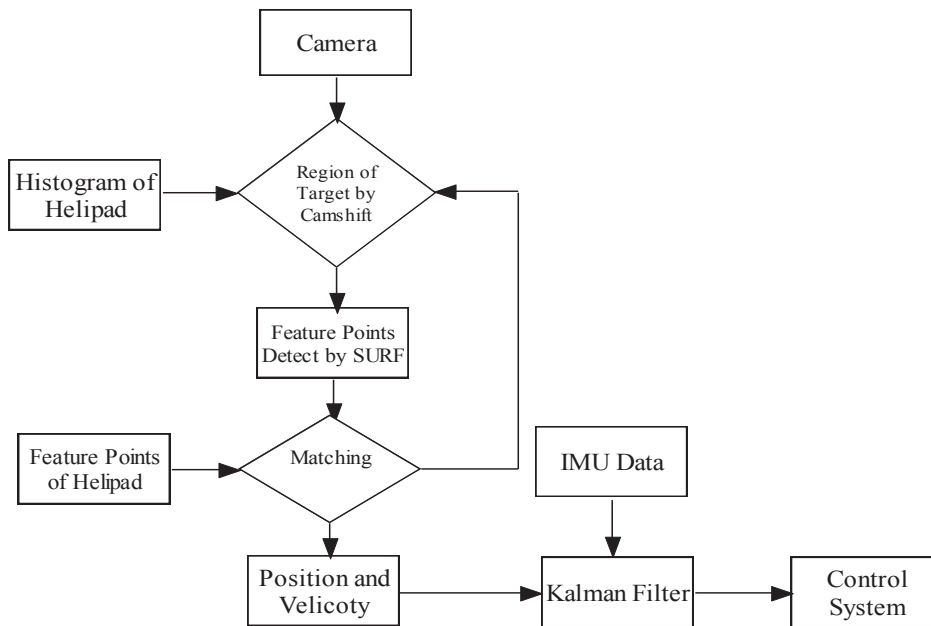 Camera
Region of
Target by
Camshift
Histogram of
Helipad
Feature Points
Detect by SURF
Matching
Feature Points
of Helipad
IMU Data
Position and
Velicoty
Kalman Filter
Control
System